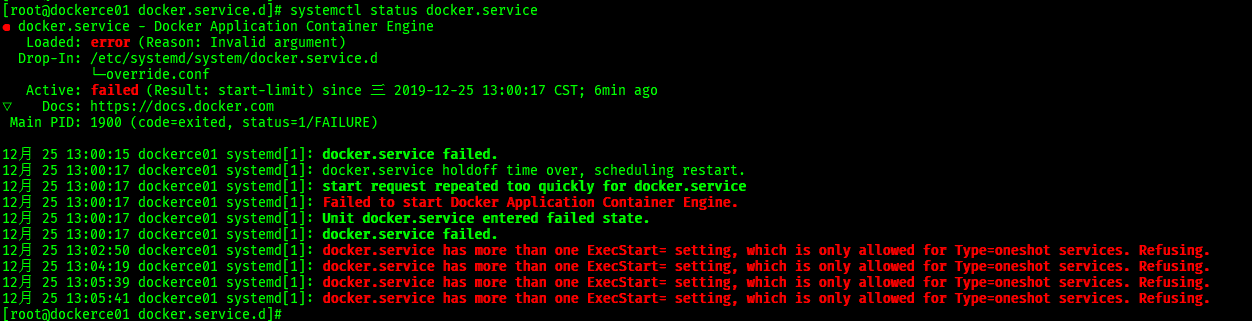 [root@dockerce01 docker.service.d]# systemctl status docker.service
● docker.service - Docker Application Container Engine
   Loaded: error (Reason: Invalid argument)
  Drop-In: /etc/systemd/system/docker.service.d
           └─override.conf
   Active: failed (Result: start-limit) since 三 2019-12-25 13:00:17 CST; 6min ago
▽    Docs: https://docs.docker.com
 Main PID: 1900 (code=exited, status=1/FAILURE)

12月 25 13:00:15 dockerce01 systemd[1]: docker.service failed.
12月 25 13:00:17 dockerce01 systemd[1]: docker.service holdoff time over, scheduling restart.
12月 25 13:00:17 dockerce01 systemd[1]: start request repeated too quickly for docker.service
12月 25 13:00:17 dockerce01 systemd[1]: Failed to start Docker Application Container Engine.
12月 25 13:00:17 dockerce01 systemd[1]: Unit docker.service entered failed state.
12月 25 13:00:17 dockerce01 systemd[1]: docker.service failed.
12月 25 13:02:50 dockerce01 systemd[1]: docker.service has more than one ExecStart= setting, which is only allowed for Type=oneshot services. Refusing.
12月 25 13:04:19 dockerce01 systemd[1]: docker.service has more than one ExecStart= setting, which is only allowed for Type=oneshot services. Refusing.
12月 25 13:05:39 dockerce01 systemd[1]: docker.service has more than one ExecStart= setting, which is only allowed for Type=oneshot services. Refusing.
12月 25 13:05:41 dockerce01 systemd[1]: docker.service has more than one ExecStart= setting, which is only allowed for Type=oneshot services. Refusing.
[root@dockerce01 docker.service.d]#